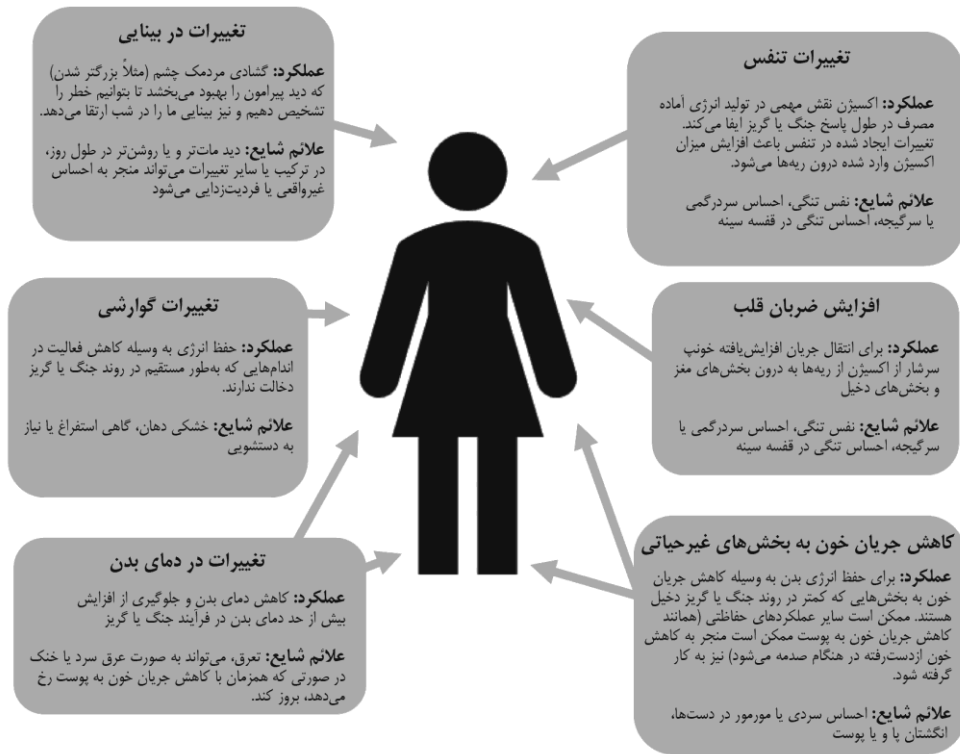 تغییرات در بینایی
عملکرد: گشادی مردمک چشم (مثلاً بزرگتر شدن)
که دید پیرامون را بهبود می‌بخشد تا بتوانیم خطر را
تشخیص دهیم و نیز بینایی ما را در شب ارتقا می‌دهد.
علائم شایع: دید مات‌تر و یا روشن‌تر در طول روز،
در ترکیب با سایر تغییرات می‌تواند منجر به احساس
غیرواقعی یا فردیت‌زدایی می‌شود
تغییرات تنفس
عملکرد: اکسیژن نقش مهمی در تولید انرژی آماده
مصرف در طول پاسخ جنگ یا گریز ایفا می‌کند.
تغییرات ایجاد شده در تنفس باعث افزایش میزان
اکسیژن وارد شده درون ریه‌ها می‌شود.
علائم شایع: نفس تنگی، احساس سردرگمی
یا سرگیجه، احساس تنگی در قفسه سینه
تغییرات گوارشی
عملکرد: حفظ انرژی به وسیله کاهش فعالیت در
اندام‌هایی که به‌طور مستقیم در روند جنگ یا گریز
دخالت ندارند.
علائم شایع: خشکی دهان، گاهی استفراغ یا نیاز
به دستشویی
افزایش ضربان قلب
عملکرد: برای انتقال جریان افزایش‌یافته خونپ
سرشار از اکسیژن از ریه‌ها به درون بخش‌های مغز
و بخش‌های دخیل
علائم شایع: نفس تنگی، احساس سردرگمی یا
سرگیجه، احساس تنگی در قفسه سینه
تغییرات در دمای بدن
عملکرد: کاهش دمای بدن و جلوگیری از افزایش
بیش از حد دمای بدن در فرآیند جنگ یا گریز
علائم شایع: تعرق، می‌تواند به صورت عرق سرد یا خنک
در صورتی که همزمان با کاهش جریان خون به پوست رخ
می‌دهد، بروز کند.
کاهش جریان خون به بخش‌های غیرحیاتی
عملکرد: برای حفظ انرژی بدن به وسیله کاهش جریان
خون به بخش‌هایی که کمتر در روند جنگ یا گریز دخیل
هستند. ممکن است سایر عملکردهای حفاظتی (همانند
کاهش جریان خون به پوست ممکن است منجر به کاهش
خون ازدست‌رفته در هنگام صدمه می‌شود) نیز به کار
گرفته شود.
علائم شایع: احساس سردی یا مورمور در دست‌ها،
انگشتان پا و یا پوست